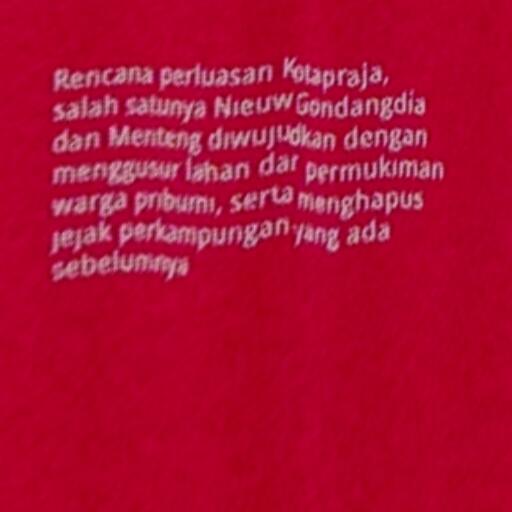 Rencana perluasan Kotapraja,
salah satunya Nieuw Gondangdia
dan Menteng diwujudkan dengan
menggusur lahan dar permukiman
warga pribumi, serta menghapus
jejak perkampungan yang ada
sebelumnya